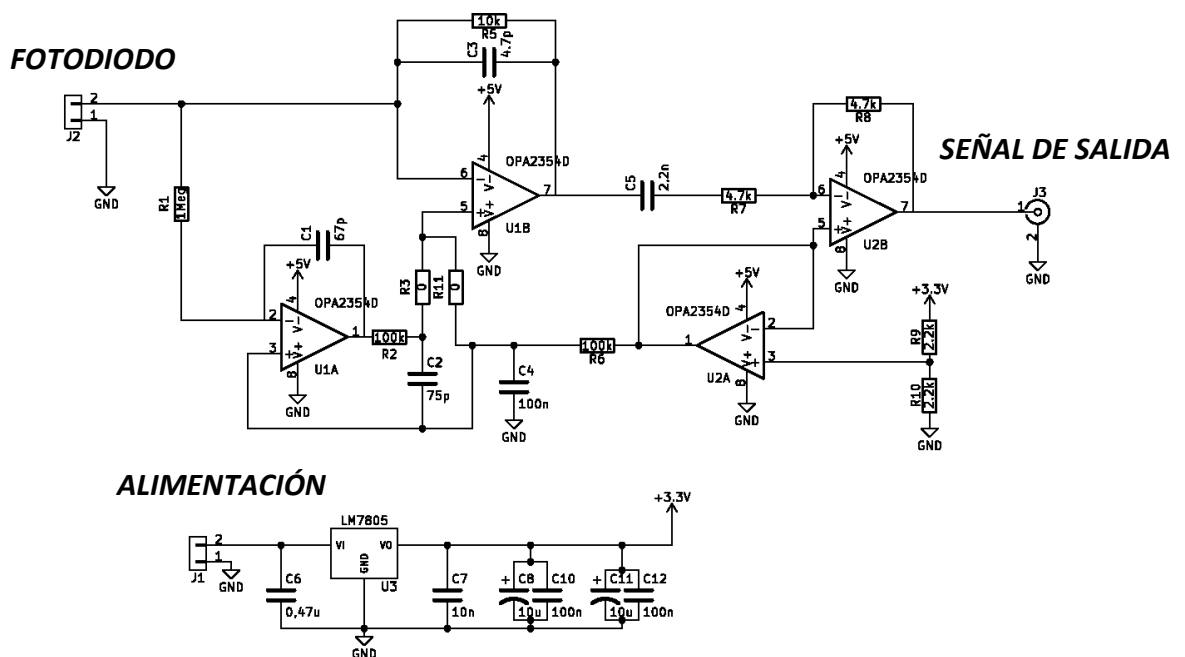 FOTODIODO
10k
R5
C3
4.7p
+5V
4
OPA2354D
6
5
7
8
U1B
GND
V-
V+
2
1
J2
GND
R1
1Meg
C1
67p
+5V
4
OPA2354D
2
3
1
8
V-
V+
U1A
GND
100k
R2
R3
0
R11
0
C2
75p
C4
100n
GND
100k
R6
C5
2.2n
4.7k
R7
4.7k
R8
+5V
4
OPA2354D
6
5
7
8
V-
V+
U2B
GND
SEÑAL DE SALIDA
J3
1
2
GND
+5V
4
OPA2354D
2
3
1
8
V-
V+
U2A
GND
+3.3V
R9
2.2k
R10
2.2k
GND
ALIMENTACIÓN
2
1
J1
GND
C6
0,47u
LM7805
VI
VO
GND
U3
GND
C7
10n
+
C8
10u
C10
100n
+
C11
10u
C12
100n
+3.3V